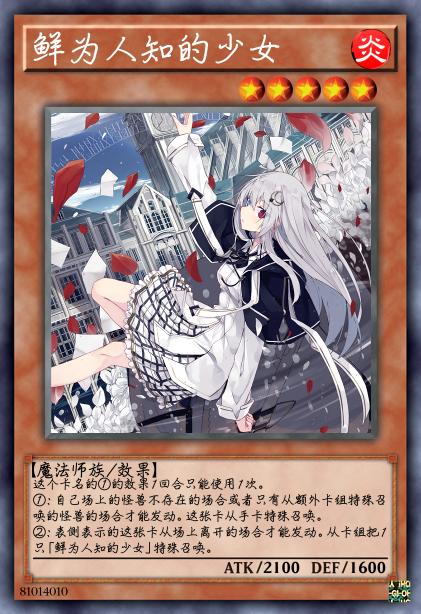 鲜为人知的少女
炎
【魔法师族/效果】
这个卡名的①的效果1回合只能使用1次。
①:自己场上的怪兽不存在的场合或者只有从额外卡组特殊召
唤的怪兽的场合才能发动。这张卡从手卡特殊召唤。
②:表侧表示的这张卡从场上离开的场合才能发动。从卡组把1
只「鲜为人知的少女」特殊召唤。
ATK/2100 DEF/1600
81014010